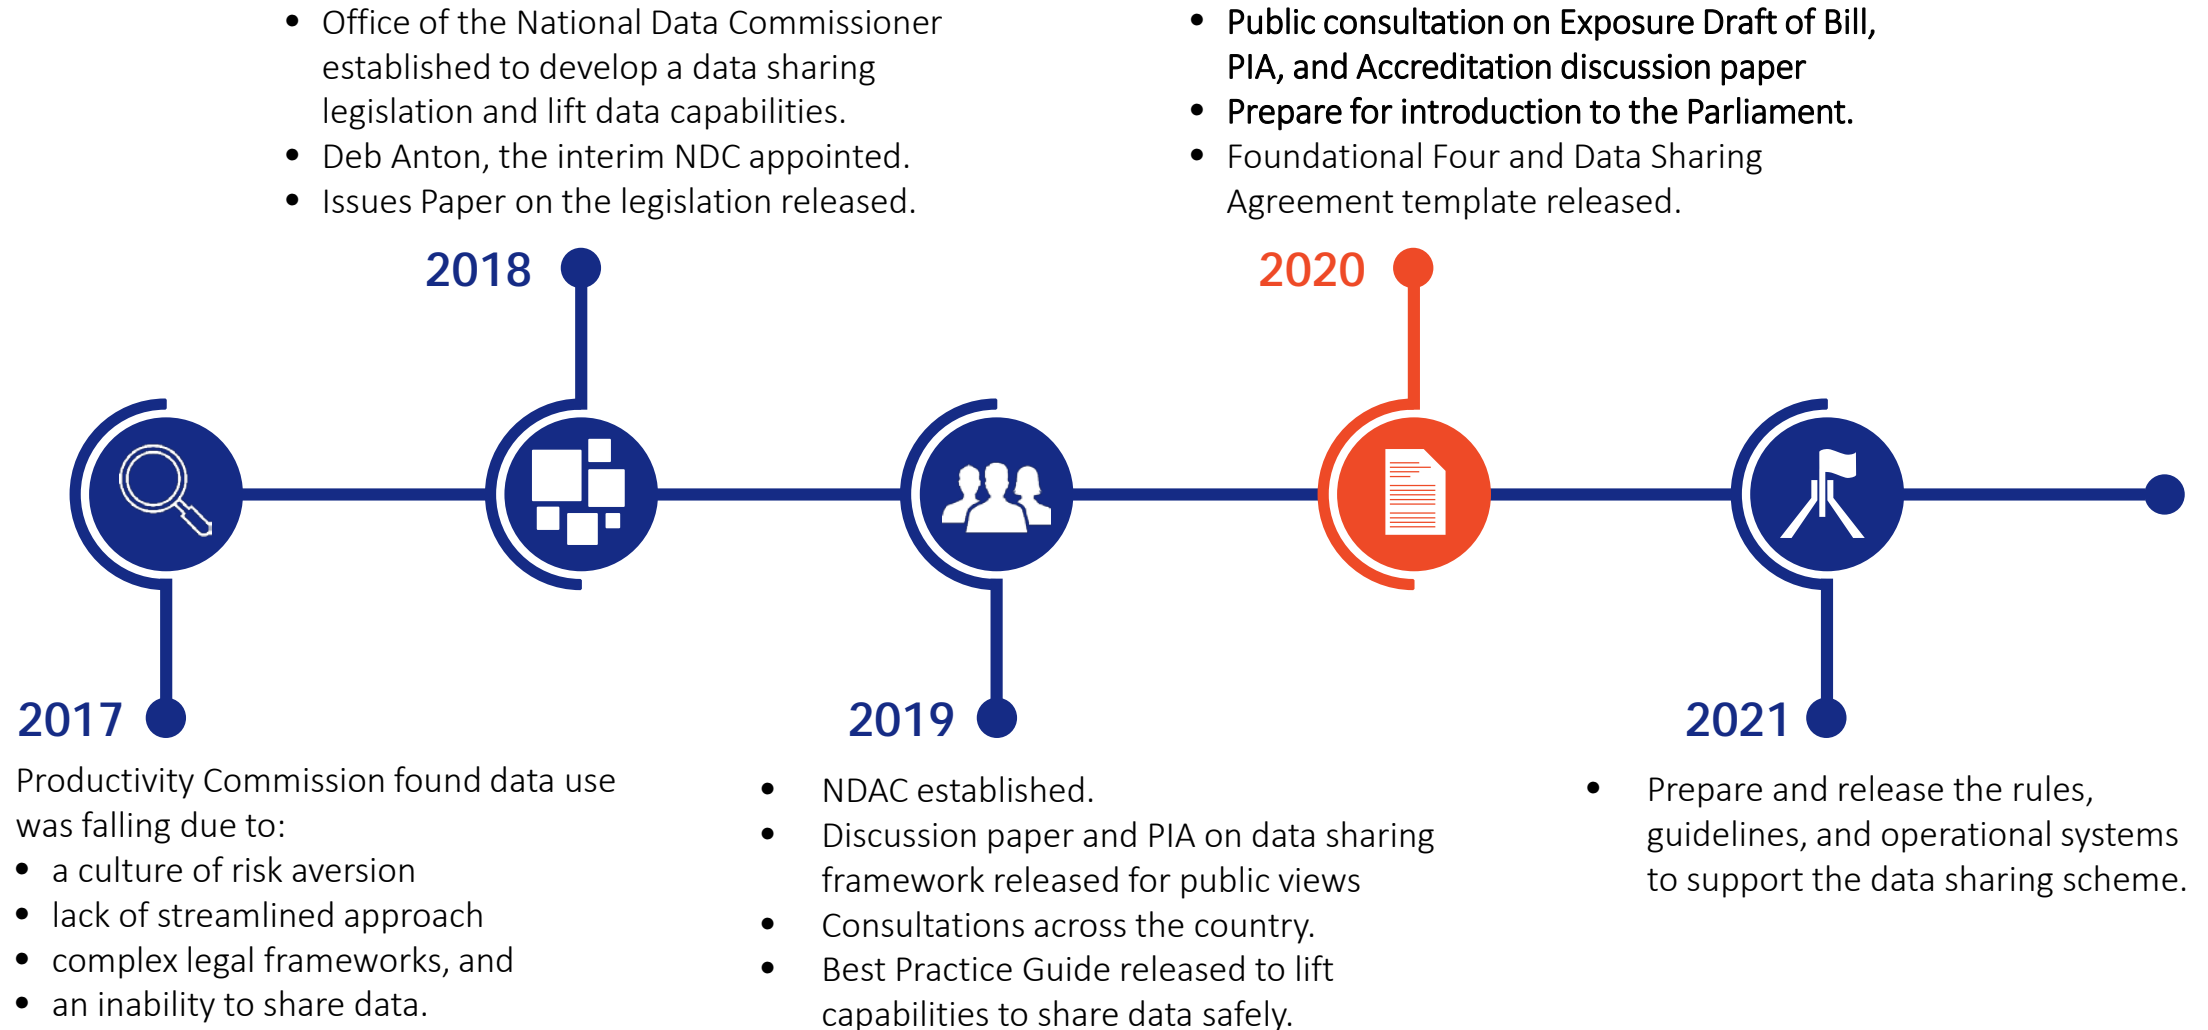 • Office of the National Data Commissioner
established to develop a data sharing
legislation and lift data capabilities.
• Deb Anton, the interim NDC appointed.
• Issues Paper on the legislation released.
2018
• Public consultation on Exposure Draft of Bill,
PIA, and Accreditation discussion paper
• Prepare for introduction to the Parliament.
• Foundational Four and Data Sharing
Agreement template released.
2020
2017
Productivity Commission found data use
was falling due to:
• a culture of risk aversion
• lack of streamlined approach
• complex legal frameworks, and
• an inability to share data.
2019
• NDAC established.
• Discussion paper and PIA on data sharing
framework released for public views
• Consultations across the country.
• Best Practice Guide released to lift
capabilities to share data safely.
2021
• Prepare and release the rules,
guidelines, and operational systems
to support the data sharing scheme.